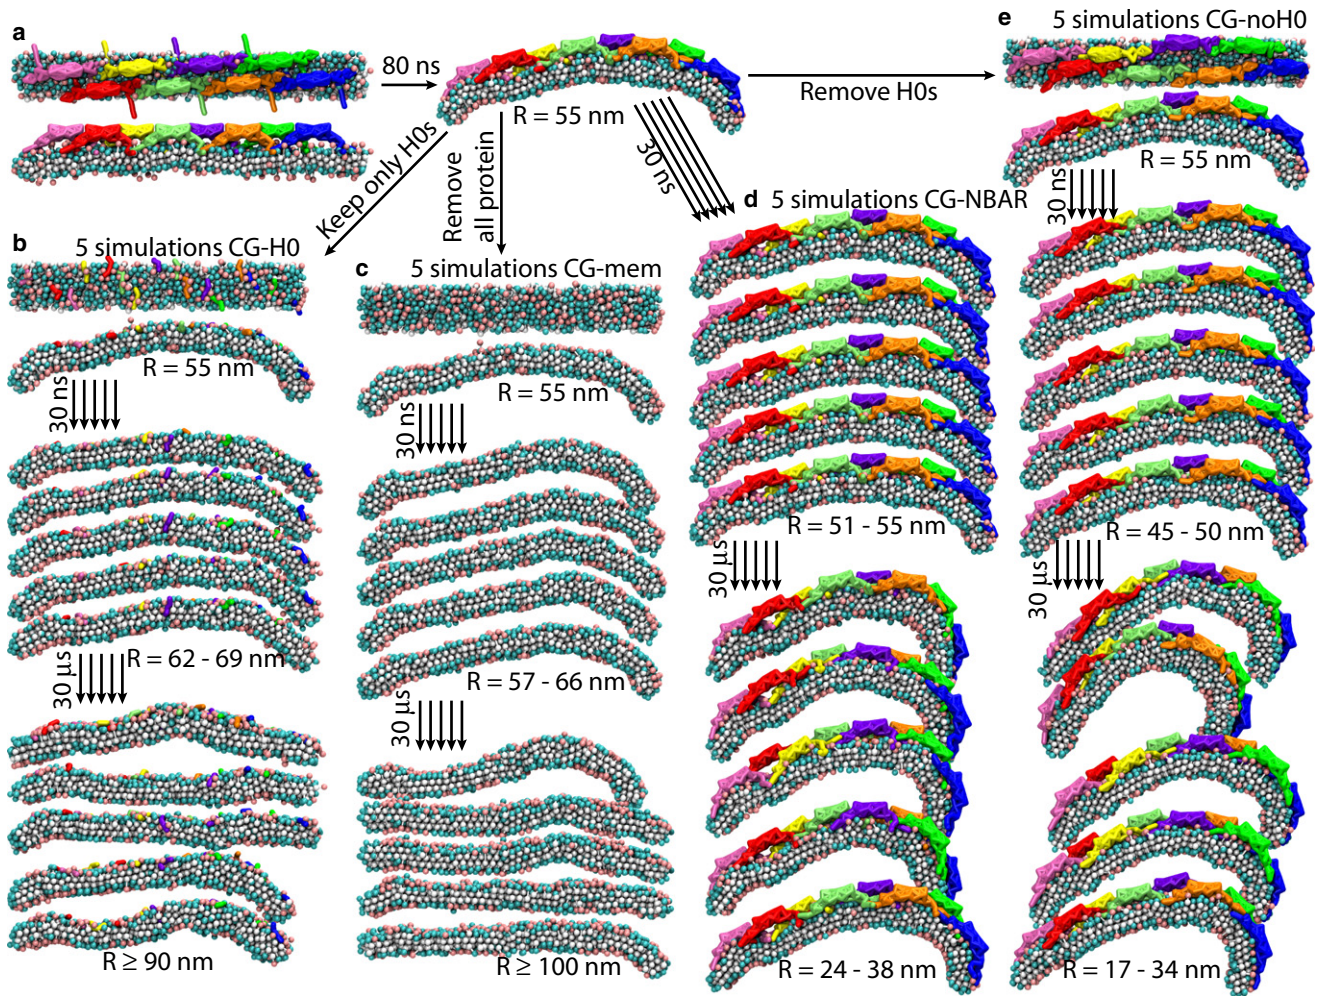 a
80 ns
R = 55 nm
Remove H0s
Keep only H0s
Remove
all protein
30 ns
b
5 simulations CG-H0
R = 55 nm
30 ns
R = 62 - 69 nm
30 µs
R ≥ 90 nm
c
5 simulations CG-mem
R = 55 nm
30 ns
R = 57 - 66 nm
30 µs
R ≥ 100 nm
d 5 simulations CG-NBAR
R = 51 - 55 nm
30 µs
R = 24 - 38 nm
e 5 simulations CG-noH0
R = 55 nm
30 ns
R = 45 - 50 nm
30 µs
R = 17 - 34 nm